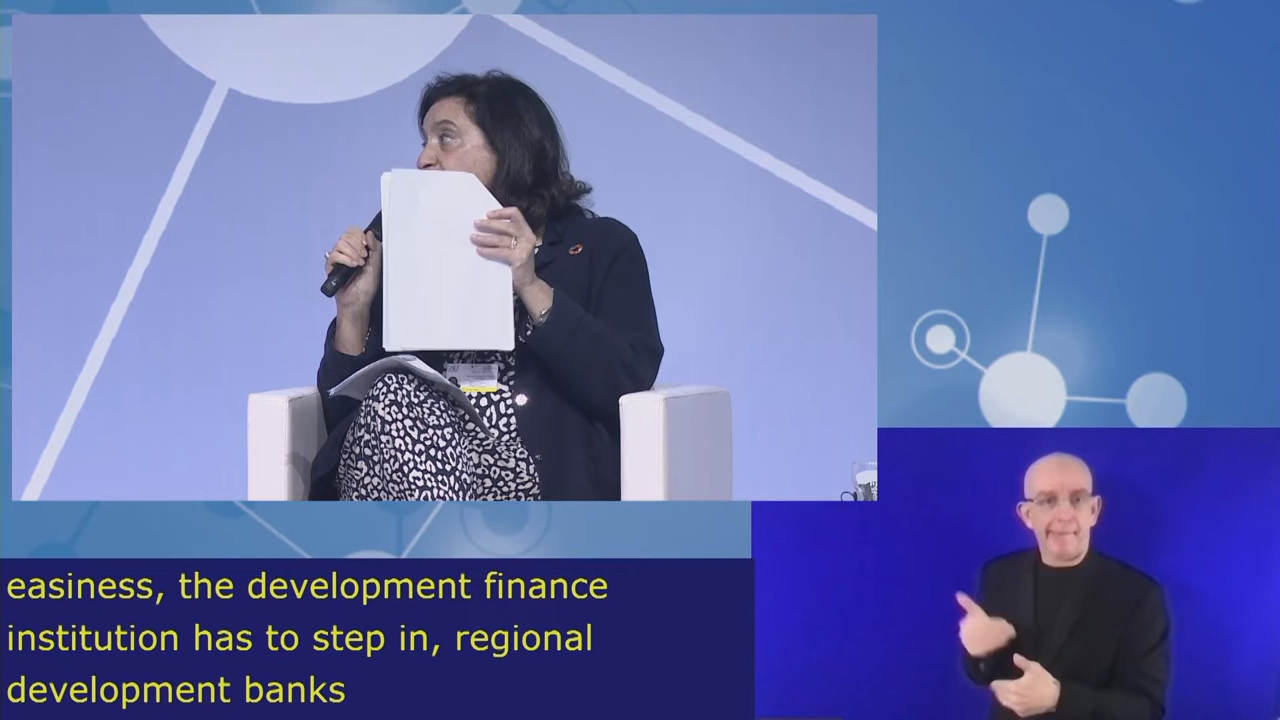 easiness, the development finance
institution has to step in, regional
development banks